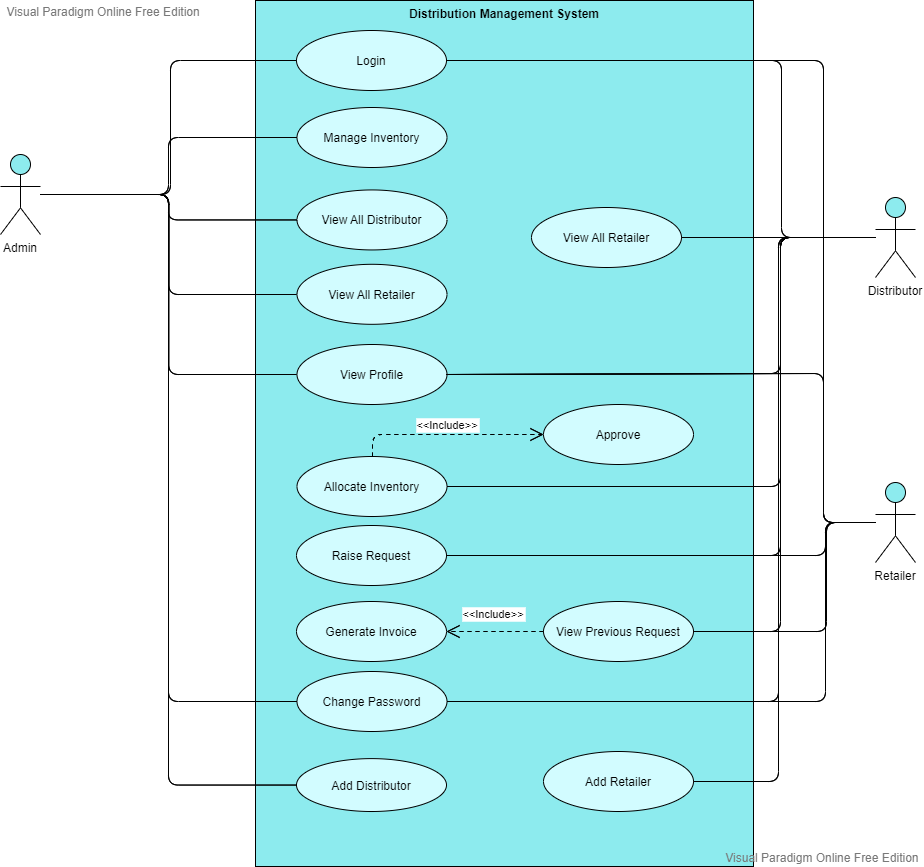 Visual Paradigm Online Free Edition
Distribution Management System
Login
Manage Inventory
View All Distributor
View All Retailer
Admin
Distributor
View All Retailer
View Profile
<<Include>>
Approve
Allocate Inventory
Raise Request
Retailer
<<Include>>
Generate Invoice
View Previous Request
Change Password
Add Distributor
Add Retailer
Visual Paradigm Online Free Edition